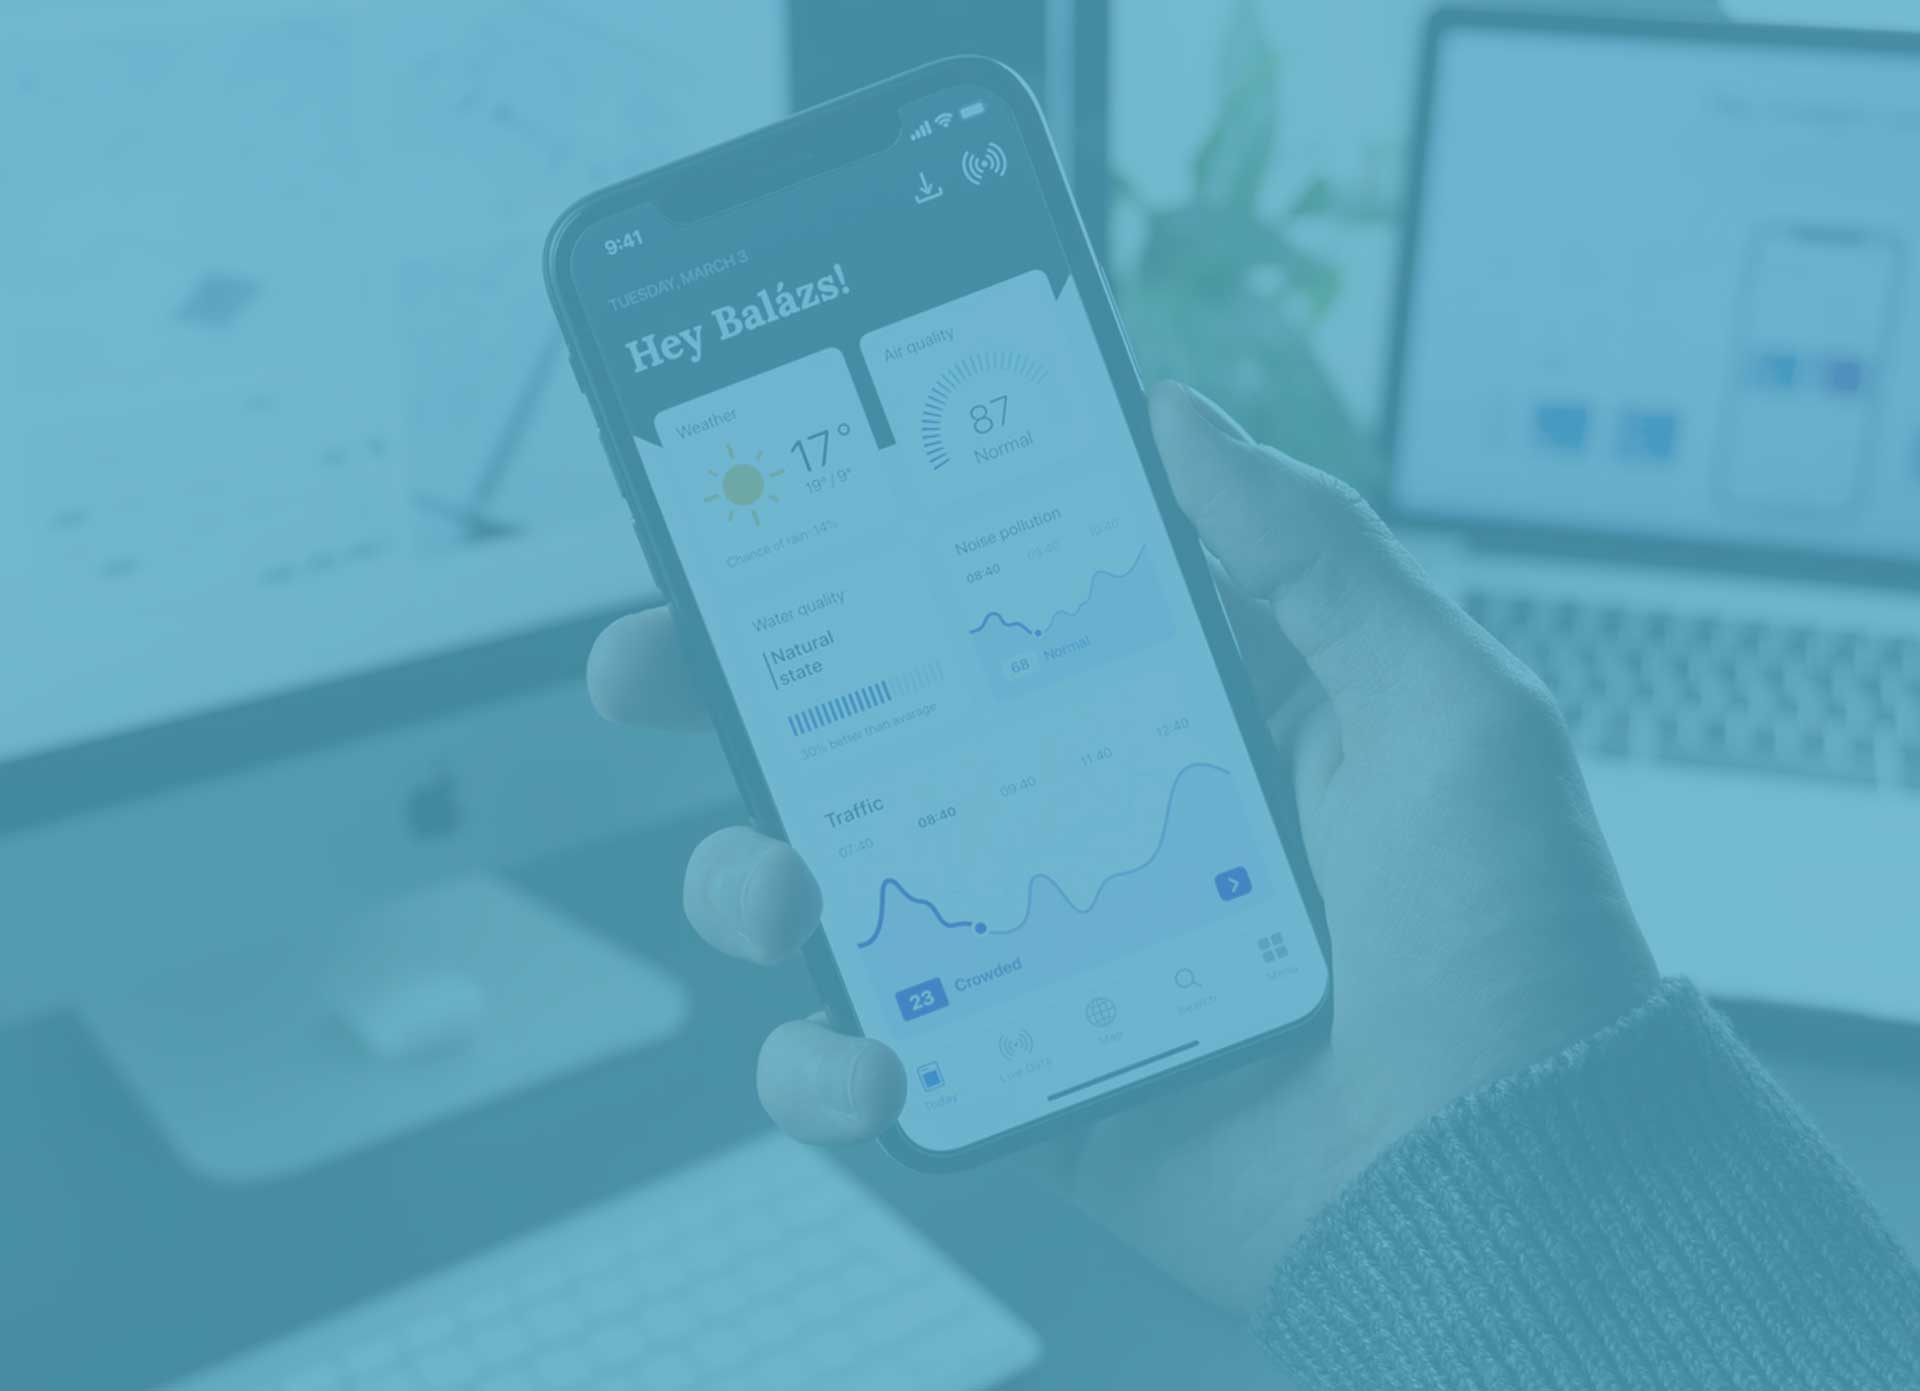 9:41
TUESDAY, MARCH 3
Hey Balázs!
Weather
17°
19° / 9°
Chance of rain 14%
Air quality
87
Normal
Water quality
Natural
state
30% better than avarage
Noise pollution
08:40 09:40 10:40
68 Normal
Traffic
07:40 08:40 09:40 11:40 12:40
23 Crowded
Today Live Data Map Search Menu